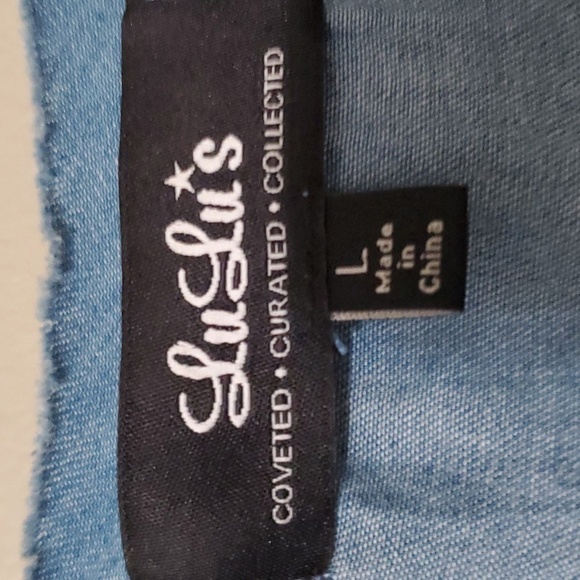 LuLu's
COVETED • CURATED • COLLECTED
L
Made
in
China